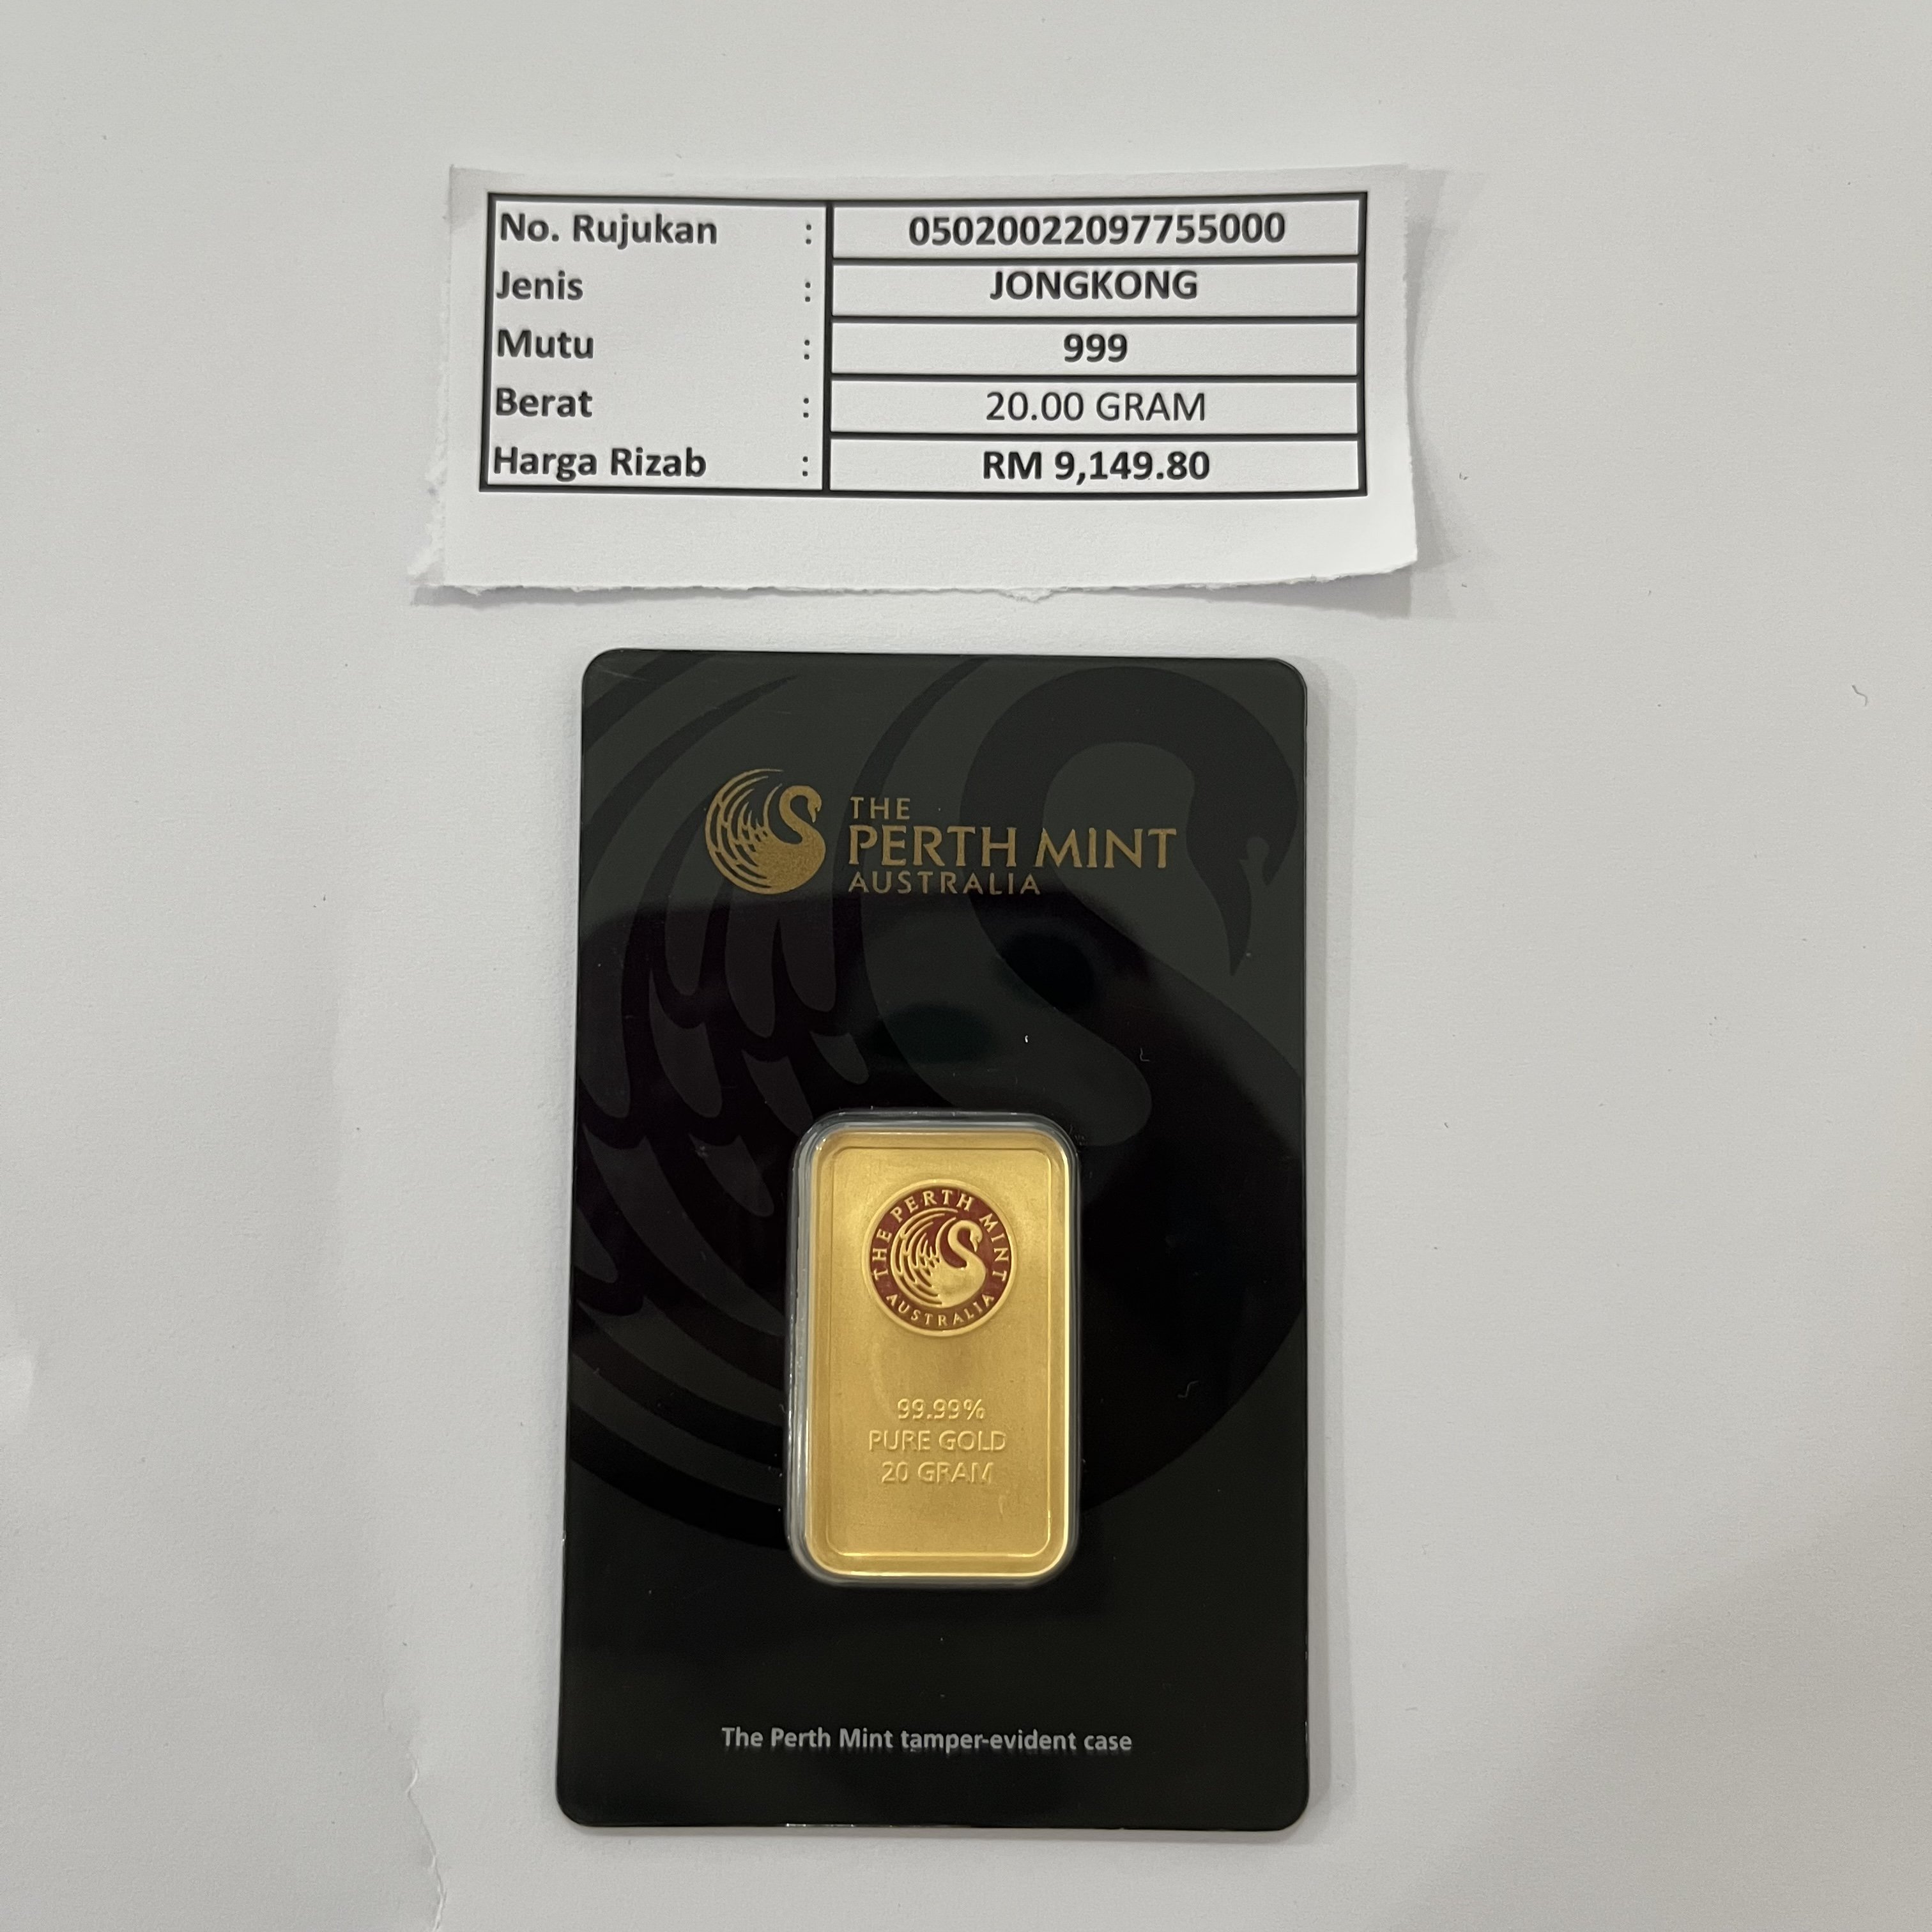 No. Rujukan : 05020022097755000
Jenis : JONGKONG
Mutu : 999
Berat : 20.00 GRAM
Harga Rizab : RM 9,149.80
THE
PERTH MINT
AUSTRALIA
THE PERTH MINT
AUSTRALIA
99.99%
PURE GOLD
20 GRAM
The Perth Mint tamper-evident case